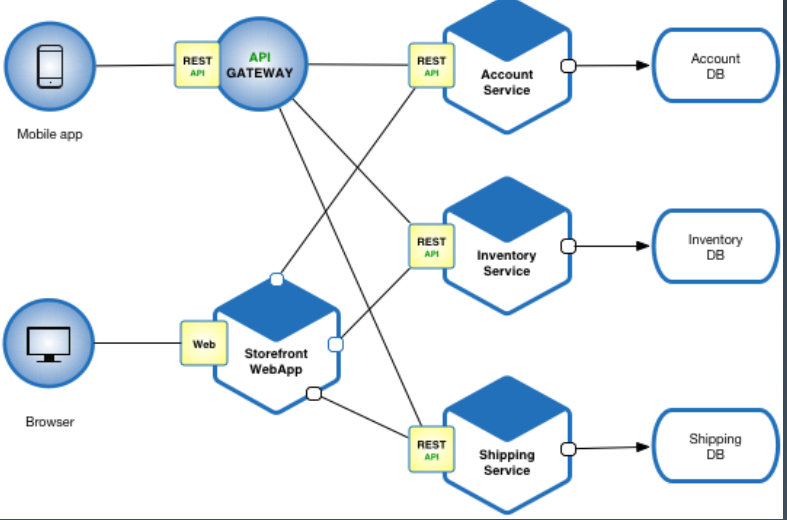 REST
API
API
GATEWAY
Mobile app
REST
API
Account
Service
Account
DB
REST
API
Inventory
Service
Inventory
DB
Web
Storefront
WebApp
Browser
REST
API
Shipping
Service
Shipping
DB